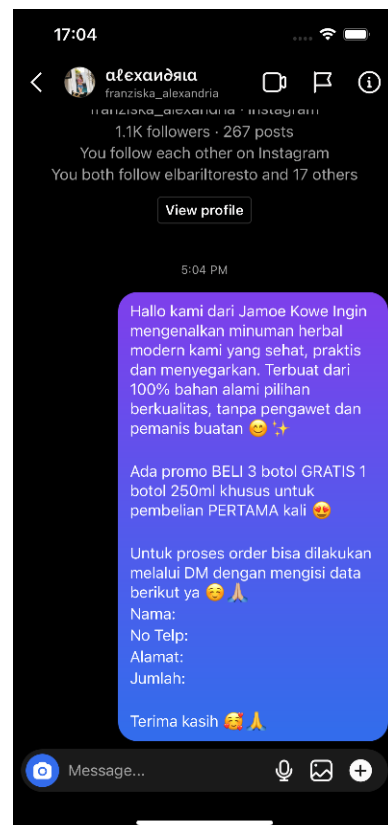 17:04
αℓєχαи∂яια
franziska_alexandria
franziska_alexandria · Instagram
1.1K followers · 267 posts
You follow each other on Instagram
You both follow elbariltoresto and 17 others
View profile
5:04 PM
Hallo kami dari Jamoe Kowe Ingin
mengenalkan minuman herbal
modern kami yang sehat, praktis
dan menyegarkan. Terbuat dari
100% bahan alami pilihan
berkualitas, tanpa pengawet dan
pemanis buatan 😊✨
Ada promo BELI 3 botol GRATIS 1
botol 250ml khusus untuk
pembelian PERTAMA kali 😍
Untuk proses order bisa dilakukan
melalui DM dengan mengisi data
berikut ya ☺️🙏🏼
Nama:
No Telp:
Alamat:
Jumlah:
Terima kasih 🥰🙏
Message...